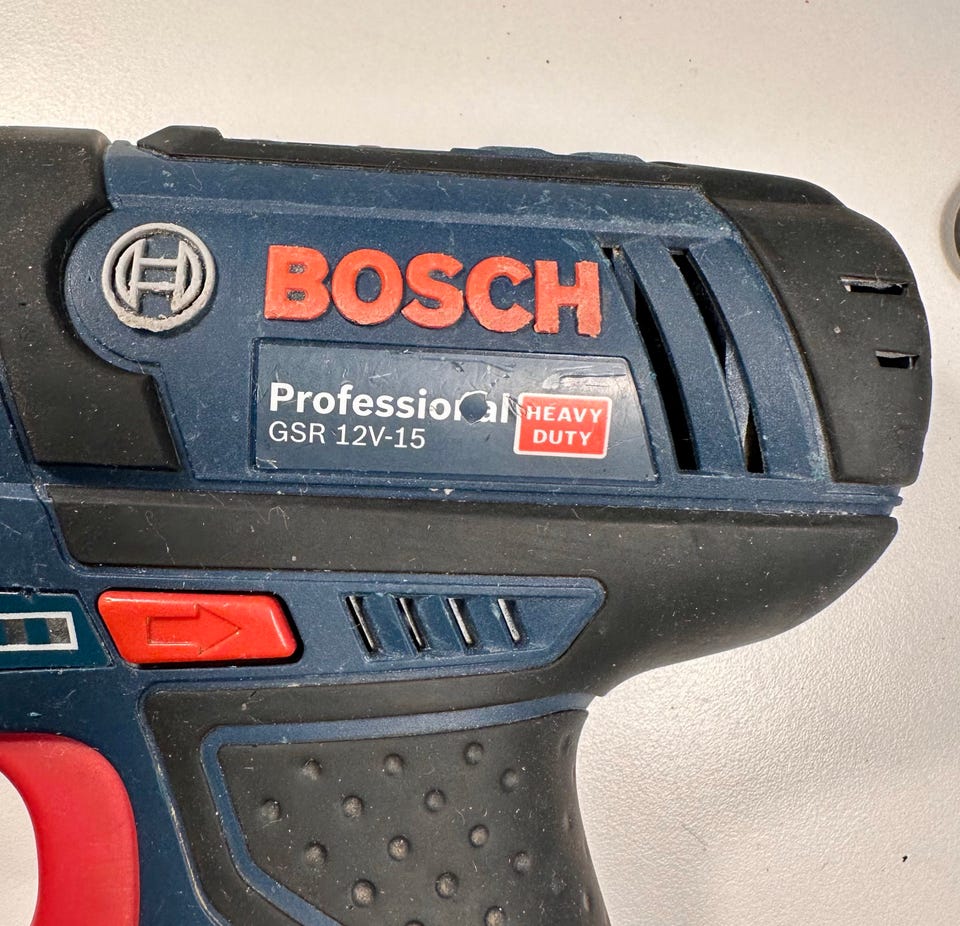 BOSCH
Professional
GSR 12V-15
HEAVY
DUTY